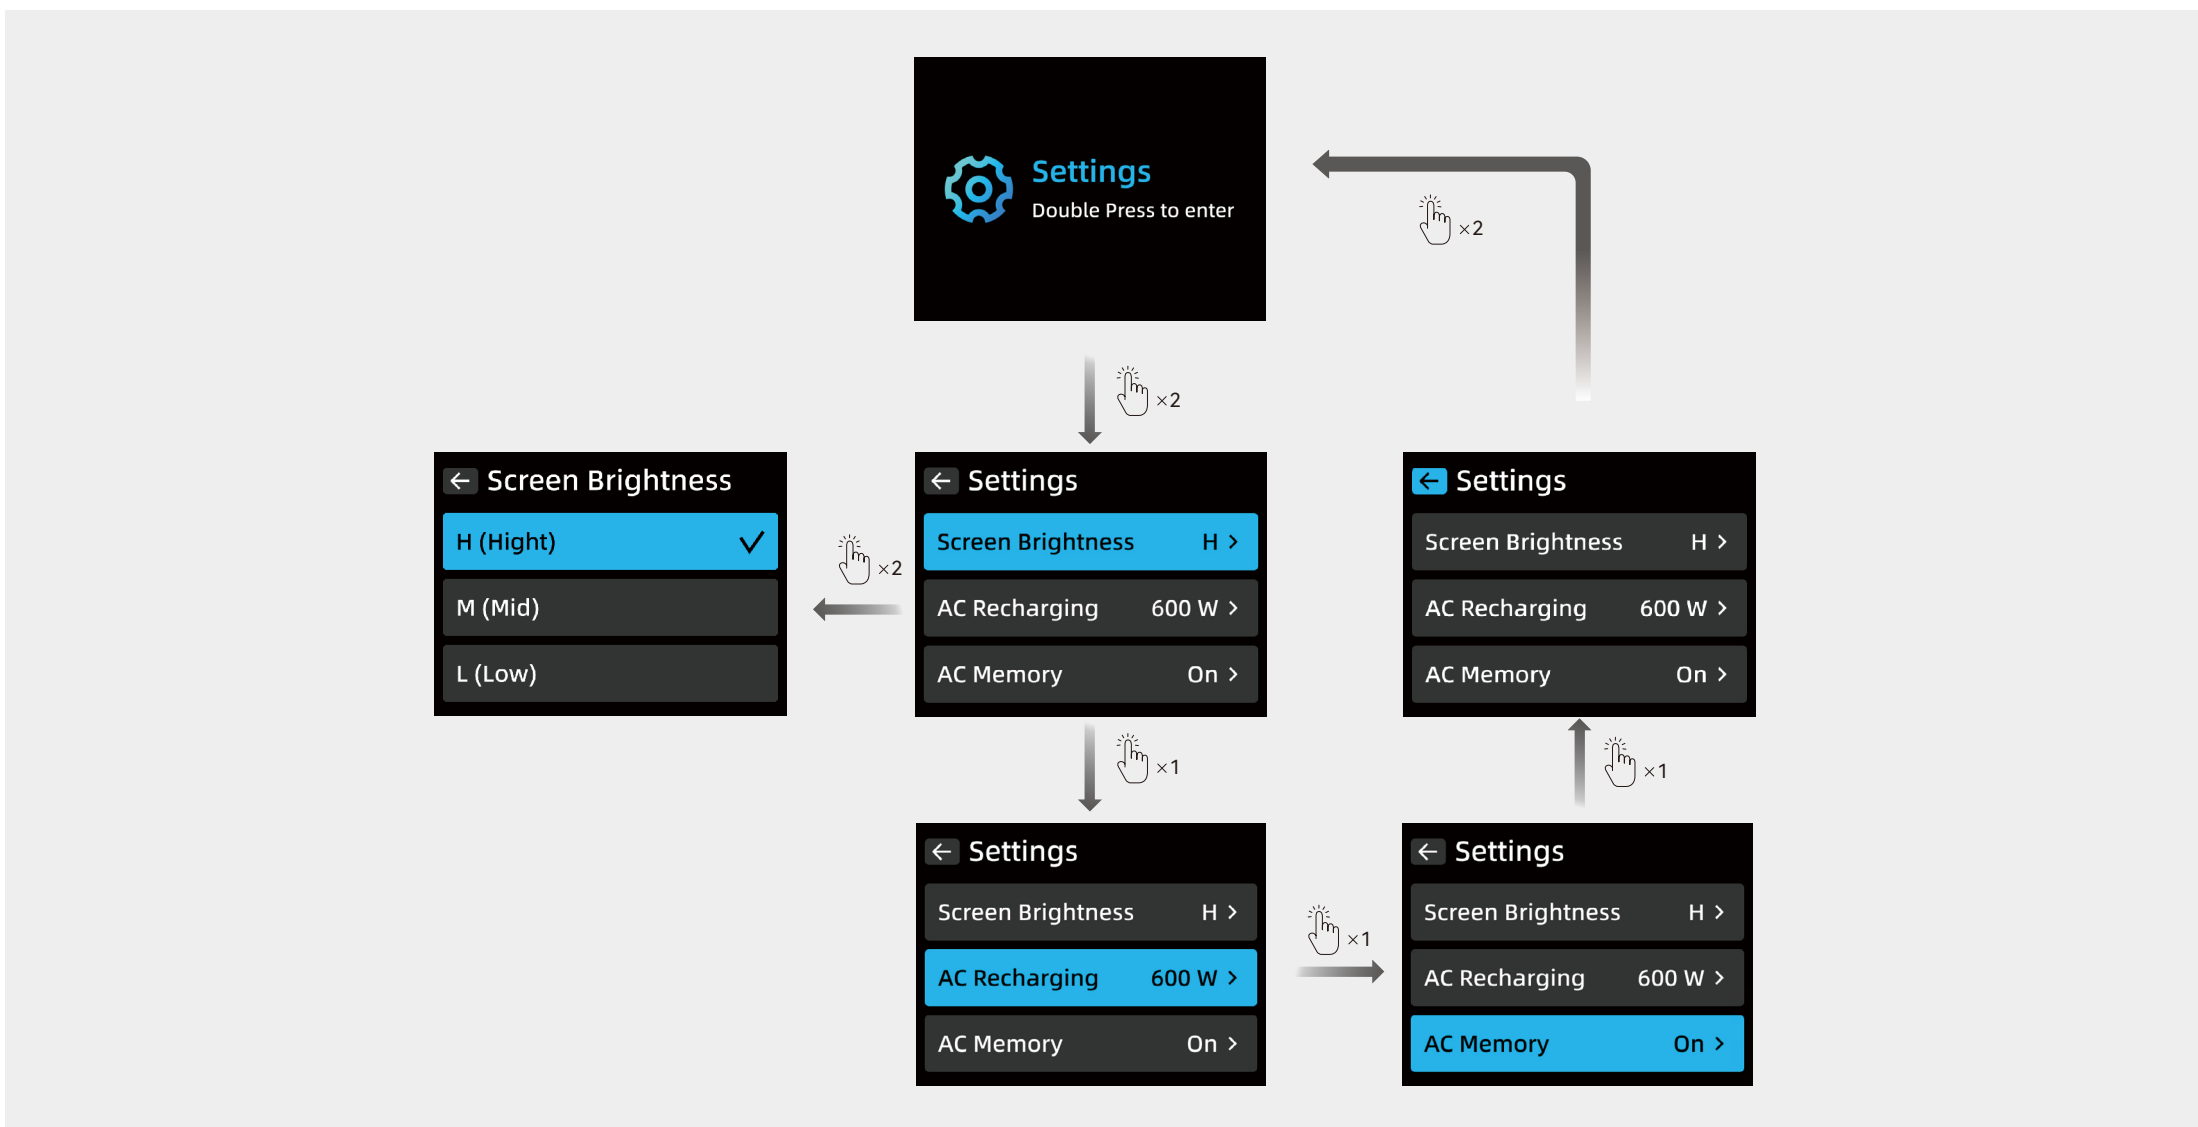 Settings
Double Press to enter
×2
×2
Screen Brightness
H (Hight)
M (Mid)
L (Low)
×2
Settings
Screen Brightness H >
AC Recharging 600 W >
AC Memory On >
Settings
Screen Brightness H >
AC Recharging 600 W >
AC Memory On >
×1
×1
Settings
Screen Brightness H >
AC Recharging 600 W >
AC Memory On >
×1
Settings
Screen Brightness H >
AC Recharging 600 W >
AC Memory On >